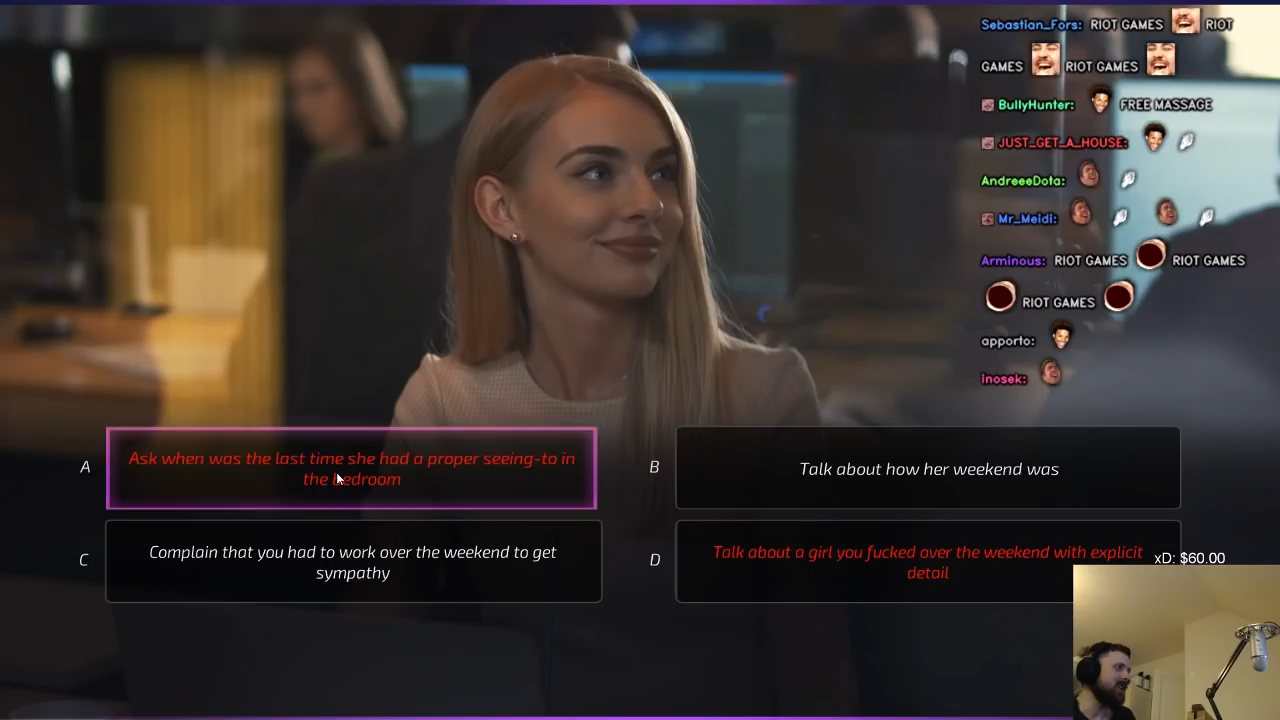 Sebastian_Fors: RIOT GAMES RIOT
GAMES RIOT GAMES
BullyHunter: FREE MASSAGE
JUST_GET_A_HOUSE:
AndreeeDota:
Mr_Meidi:
Arminous: RIOT GAMES RIOT GAMES
RIOT GAMES
apporto:
inosek:
A
Ask when was the last time she had a proper seeing-to in
the bedroom
B
Talk about how her weekend was
C
Complain that you had to work over the weekend to get
sympathy
D
Talk about a girl you fucked over the weekend with explicit
detail
xD: $60.00